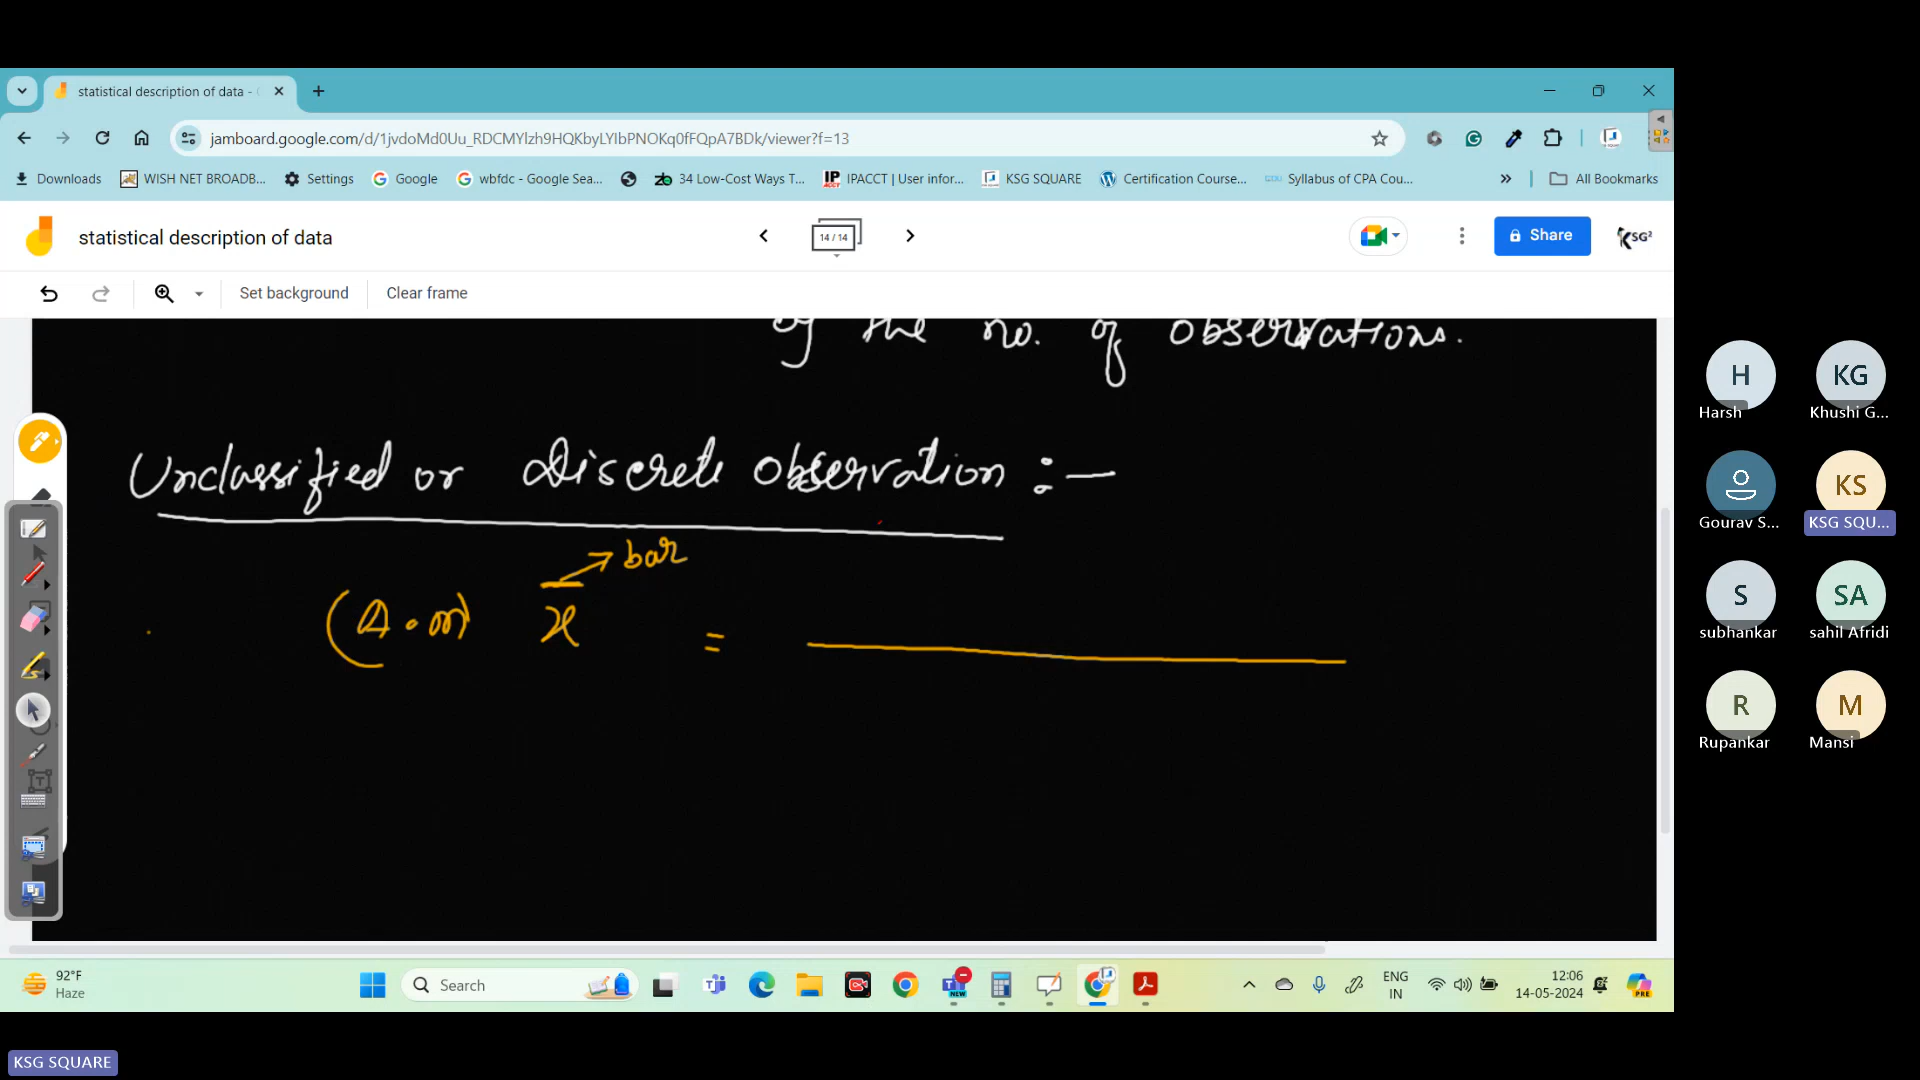 statistical description of data -
jamboard.google.com/d/1jvdoMd0Uu_RDCMYlzh9HQKbyLYlbPNOKq0fFQpA7BDk/viewer?f=13
Downloads WISH NET BROADB... Settings Google wbfdc - Google Sea... 34 Low-Cost Ways T... IPACCT | User infor... KSG SQUARE Certification Course... Syllabus of CPA Cou... » All Bookmarks
statistical description of data
14 / 14
Share
KSG²
Set background Clear frame
of the no. of observations.
Unclassified or Discrete observation :—
bar
(A.M) x̄ =
H KG
Harsh Khushi G...
KS
Gourav S... KSG SQU...
S SA
subhankar sahil Afridi
R M
Rupankar Mansi
92°F
Haze
Search
NEW
ENG
IN
12:06
14-05-2024
PRE
KSG SQUARE